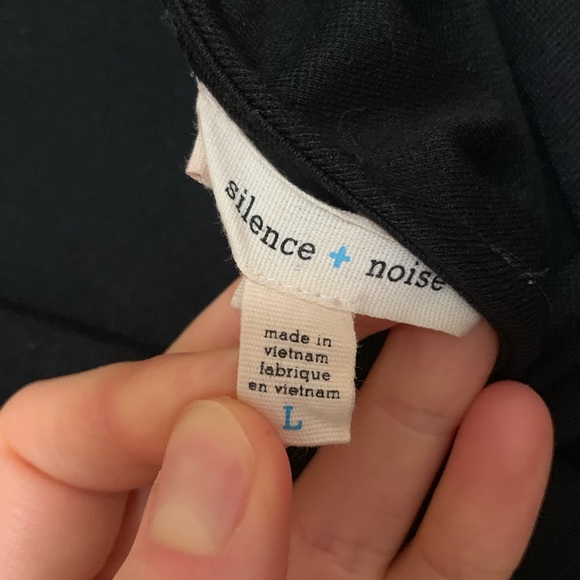 silence + noise
made in
vietnam
fabrique
en vietnam
L